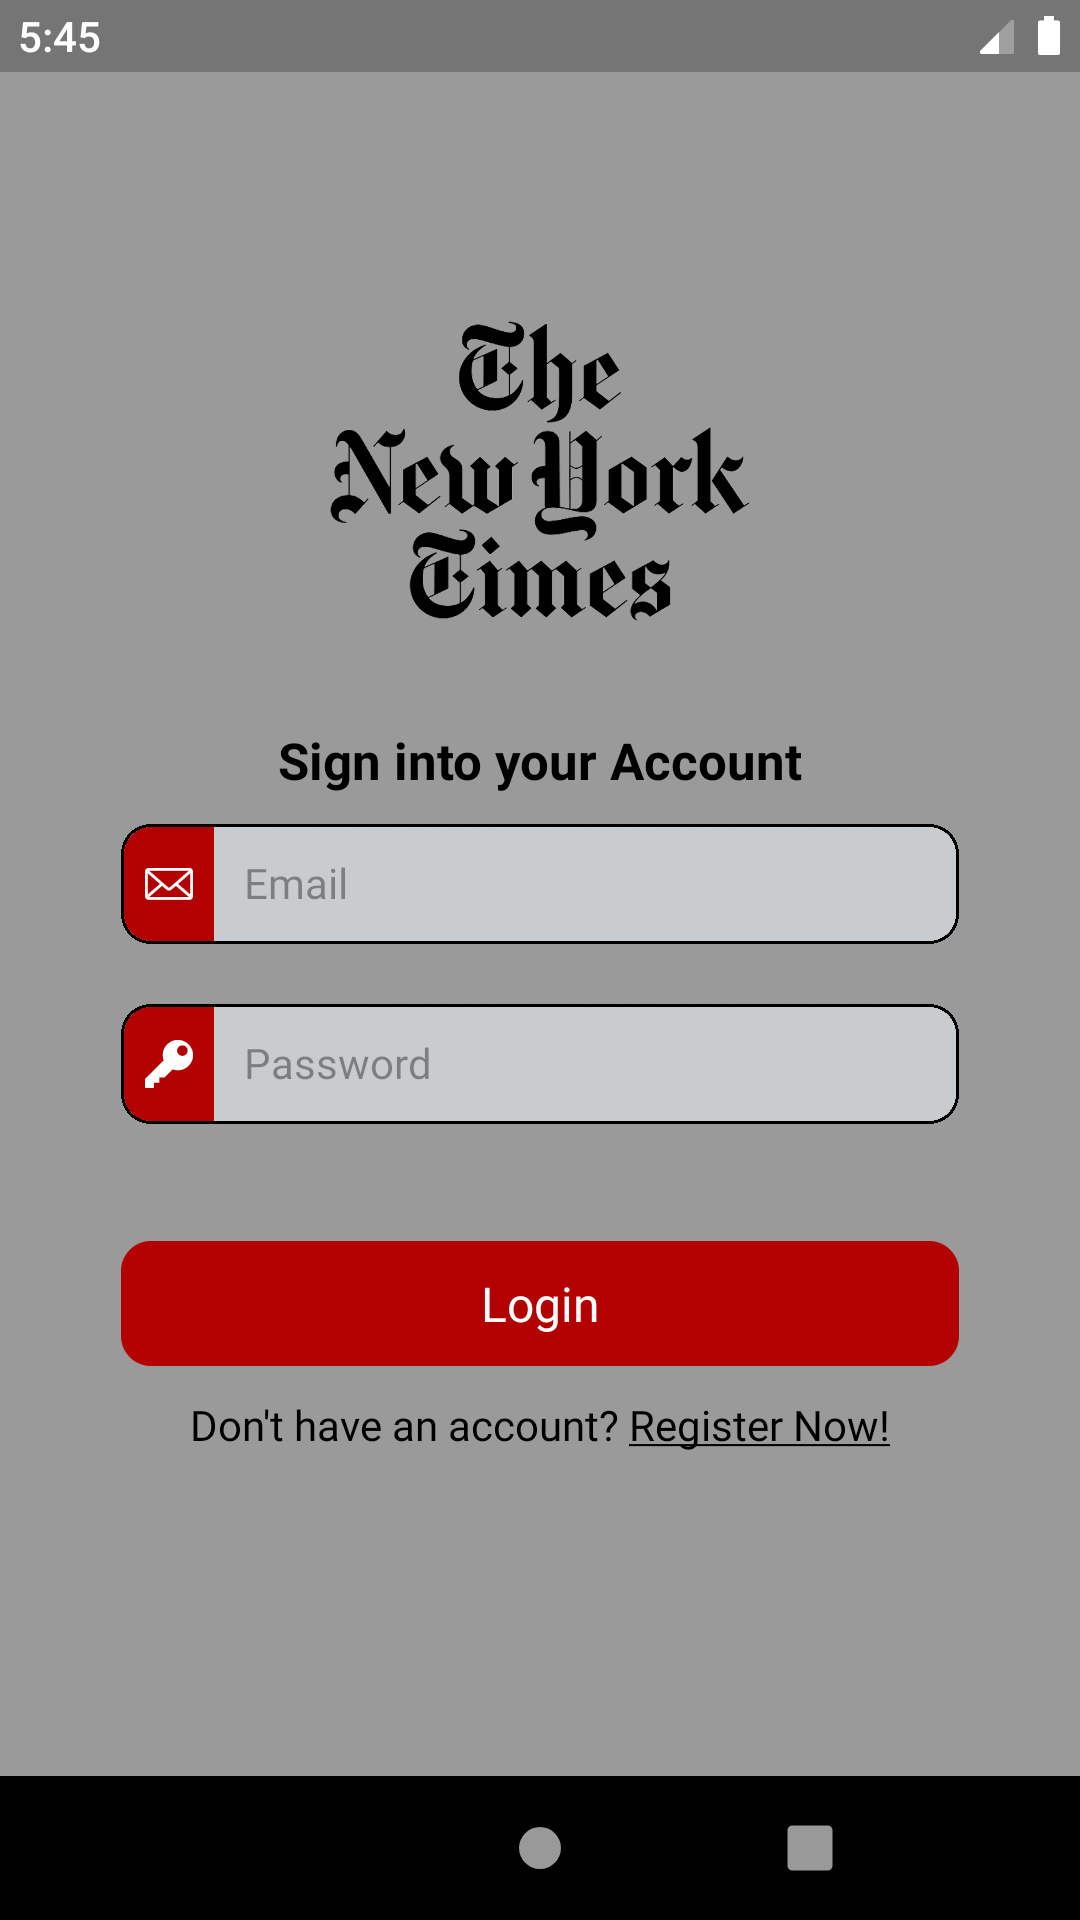 5:45
The
New York
Times
Sign into your Account
Email
Password
Login
Don't have an account? Register Now!